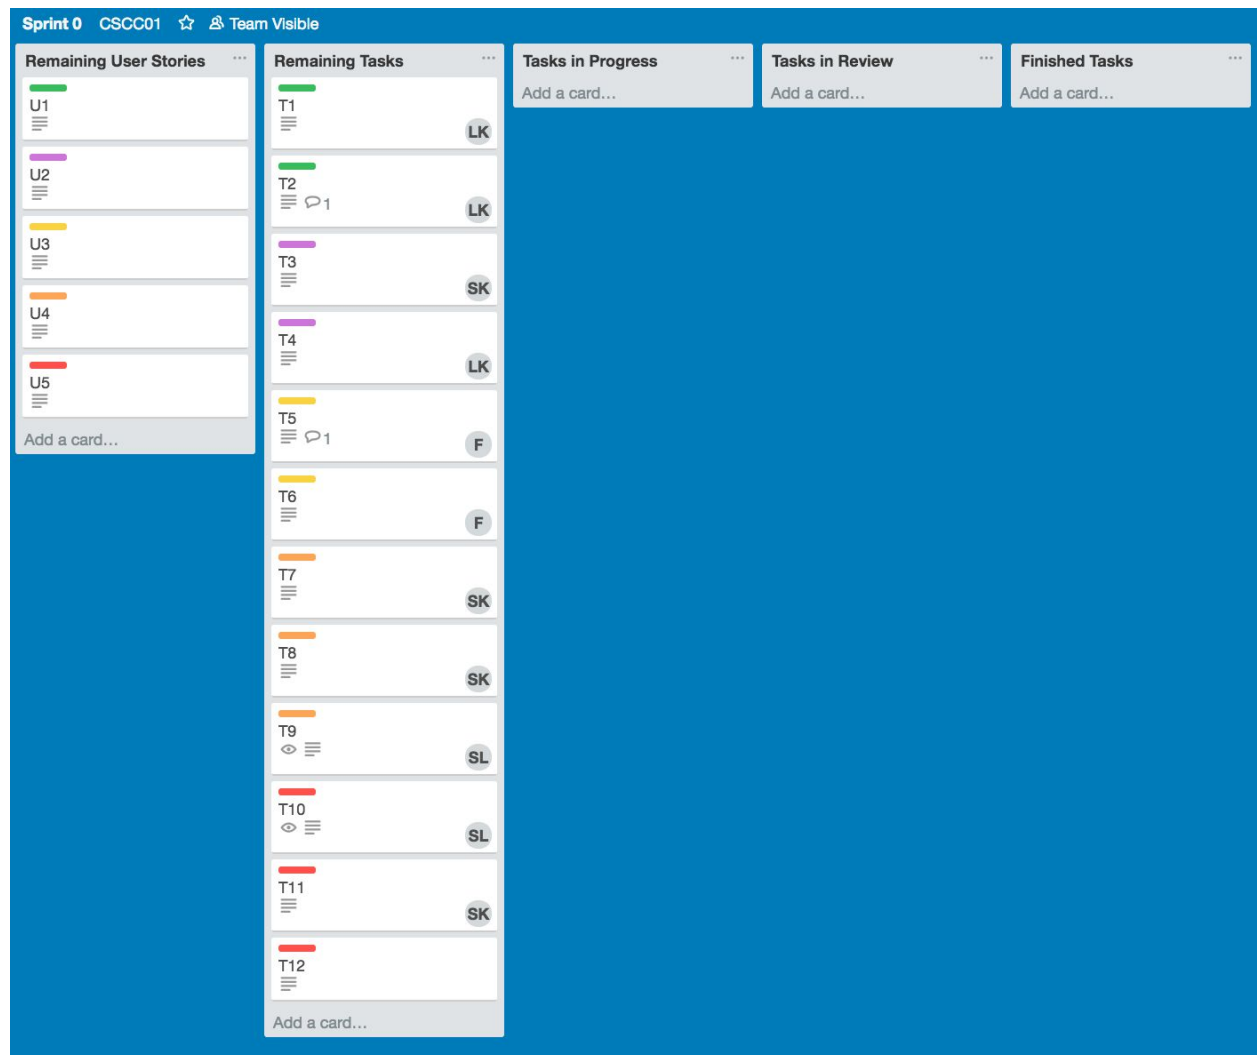 Sprint 0 CSCC01 Team Visible
Remaining User Stories
U1
U2
U3
U4
U5
Add a card...
Remaining Tasks
T1
LK
T2
1
LK
T3
SK
T4
LK
T5
1
F
T6
F
T7
SK
T8
SK
T9
SL
T10
SL
T11
SK
T12
Add a card...
Tasks in Progress
Add a card...
Tasks in Review
Add a card...
Finished Tasks
Add a card...